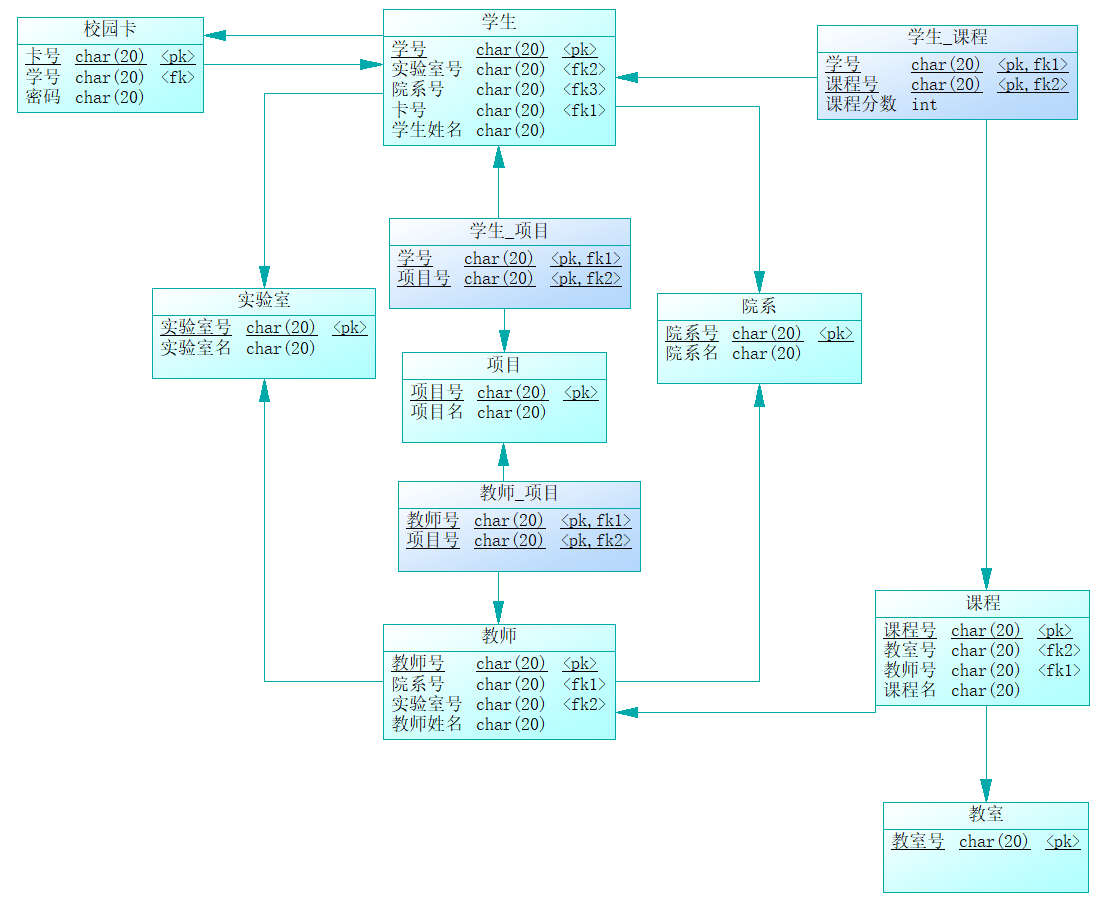 校园卡
卡号 char(20) <pk>
学号 char(20) <fk>
密码 char(20)
学生
学号 char(20) <pk>
实验室号 char(20) <fk2>
院系号 char(20) <fk3>
卡号 char(20) <fk1>
学生姓名 char(20)
学生_课程
学号 char(20) <pk,fk1>
课程号 char(20) <pk,fk2>
课程分数 int
学生_项目
学号 char(20) <pk,fk1>
项目号 char(20) <pk,fk2>
实验室
实验室号 char(20) <pk>
实验室名 char(20)
院系
院系号 char(20) <pk>
院系名 char(20)
项目
项目号 char(20) <pk>
项目名 char(20)
教师_项目
教师号 char(20) <pk,fk1>
项目号 char(20) <pk,fk2>
教师
教师号 char(20) <pk>
院系号 char(20) <fk1>
实验室号 char(20) <fk2>
教师姓名 char(20)
课程
课程号 char(20) <pk>
教室号 char(20) <fk2>
教师号 char(20) <fk1>
课程名 char(20)
教室
教室号 char(20) <pk>